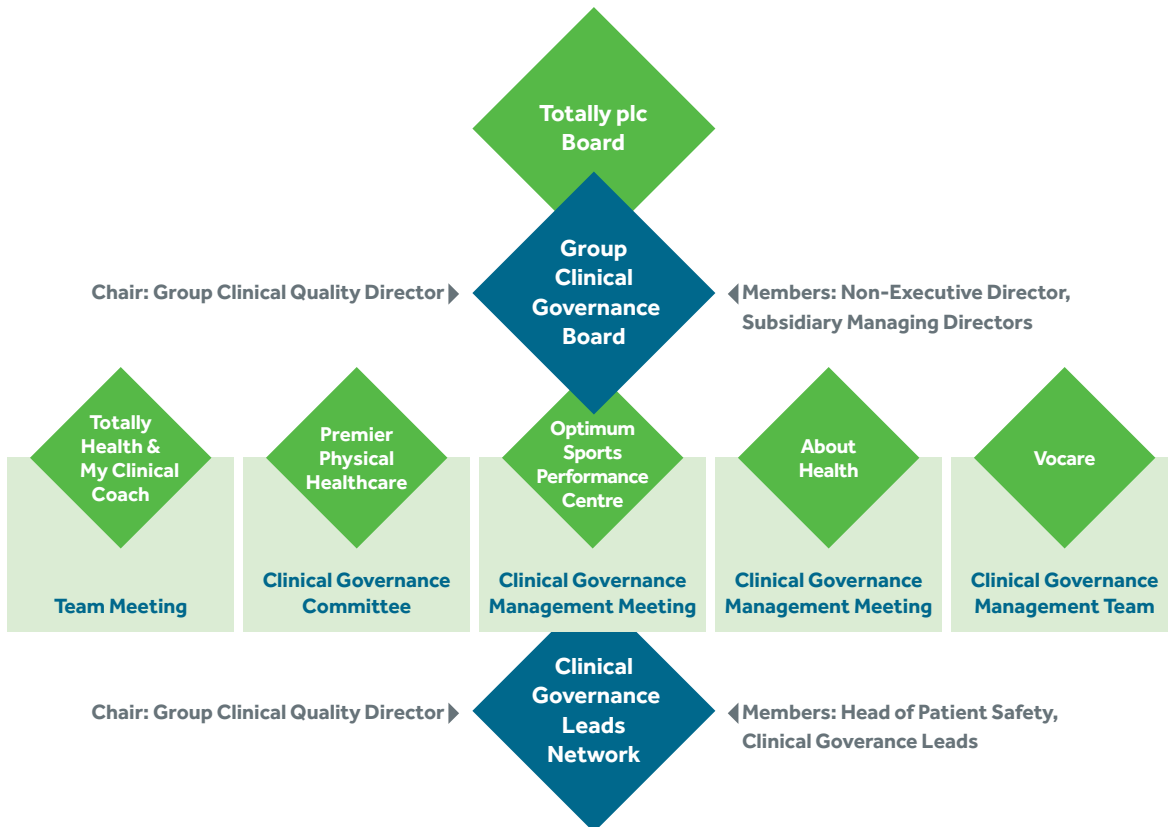 Totally plc
Board
Group
Clinical
Governance
Board
Chair: Group Clinical Quality Director
Members: Non-Executive Director,
Subsidiary Managing Directors
Totally
Health &
My Clinical
Coach
Team Meeting
Premier
Physical
Healthcare
Clinical Governance
Committee
Optimum
Sports
Performance
Centre
Clinical Governance
Management Meeting
About
Health
Clinical Governance
Management Meeting
Vocare
Clinical Governance
Management Team
Clinical
Governance
Leads
Network
Chair: Group Clinical Quality Director
Members: Head of Patient Safety,
Clinical Goverance Leads